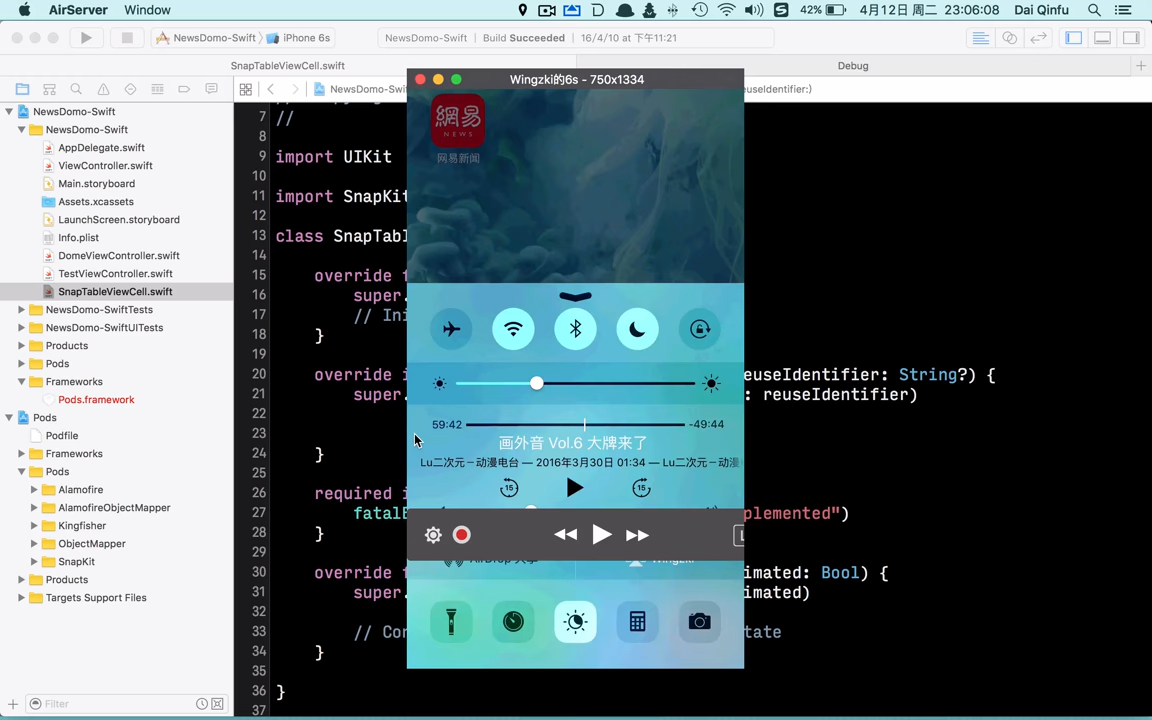 AirServer Window
42% 4月12日 周二 23:06:08 Dai Qinfu
NewsDomo-Swift iPhone 6s
NewsDomo-Swift | Build Succeeded | 16/4/10 at 下午11:21
SnapTableViewCell.swift
Debug
Wingzki的6s - 750x1334
NewsDomo-Swif
euseIdentifier:)
NewsDomo-Swift
NewsDomo-Swift
AppDelegate.swift
ViewController.swift
Main.storyboard
Assets.xcassets
LaunchScreen.storyboard
Info.plist
DomeViewController.swift
TestViewController.swift
SnapTableViewCell.swift
NewsDomo-SwiftTests
NewsDomo-SwiftUITests
Products
Pods
Frameworks
Pods.framework
Pods
Podfile
Frameworks
Pods
Alamofire
AlamofireObjectMapper
Kingfisher
ObjectMapper
SnapKit
Products
Targets Support Files
Filter
7 //
8
9 import UIKit
10
11 import SnapKit
12
13 class SnapTabl
14
15 override f
16 super.
17 // Ini
18 }
19
20 override i
euseIdentifier: String?) {
21 super.
: reuseIdentifier)
22
23
24 }
25
26 required i
27 fatalE
plemented")
28 }
29
30 override f
imated: Bool) {
31 super.
imated)
32
33 // Con
tate
34 }
35
36 }
37
網易
NEWS
网易新闻
59:42
-49:44
画外音 Vol.6 大牌来了
Lu二次元－动漫电台 — 2016年3月30日 01:34 — Lu二次元－动漫
15
15